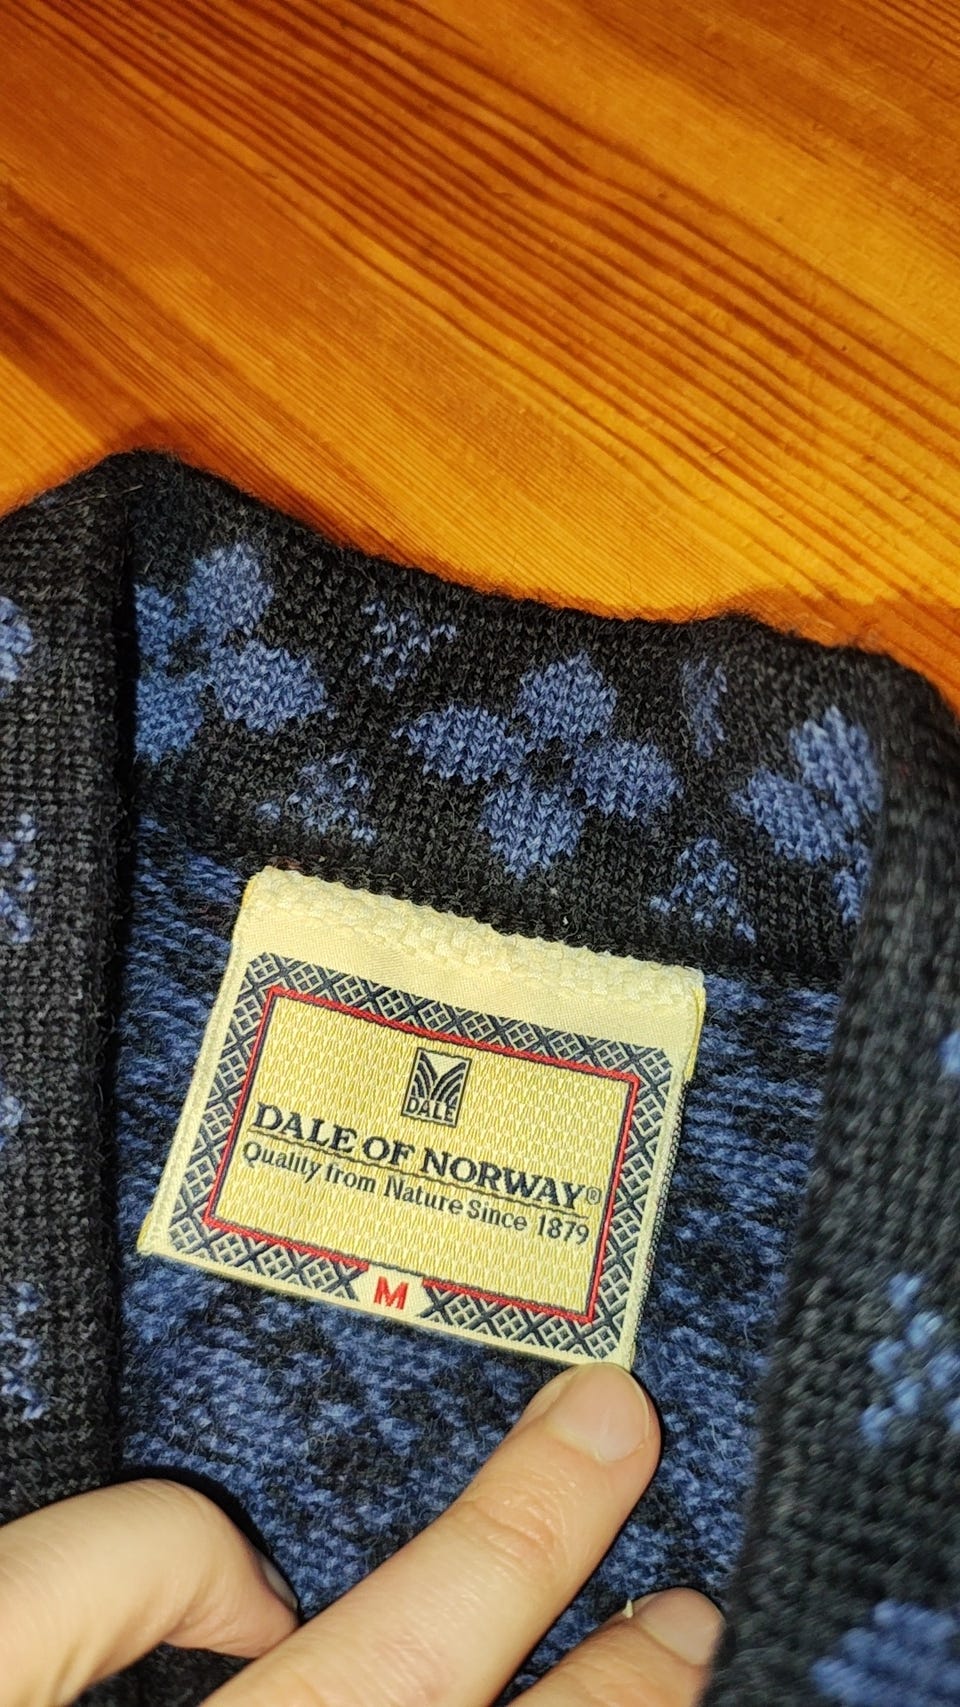 DALE
DALE OF NORWAY®
Quality from Nature Since 1879
M